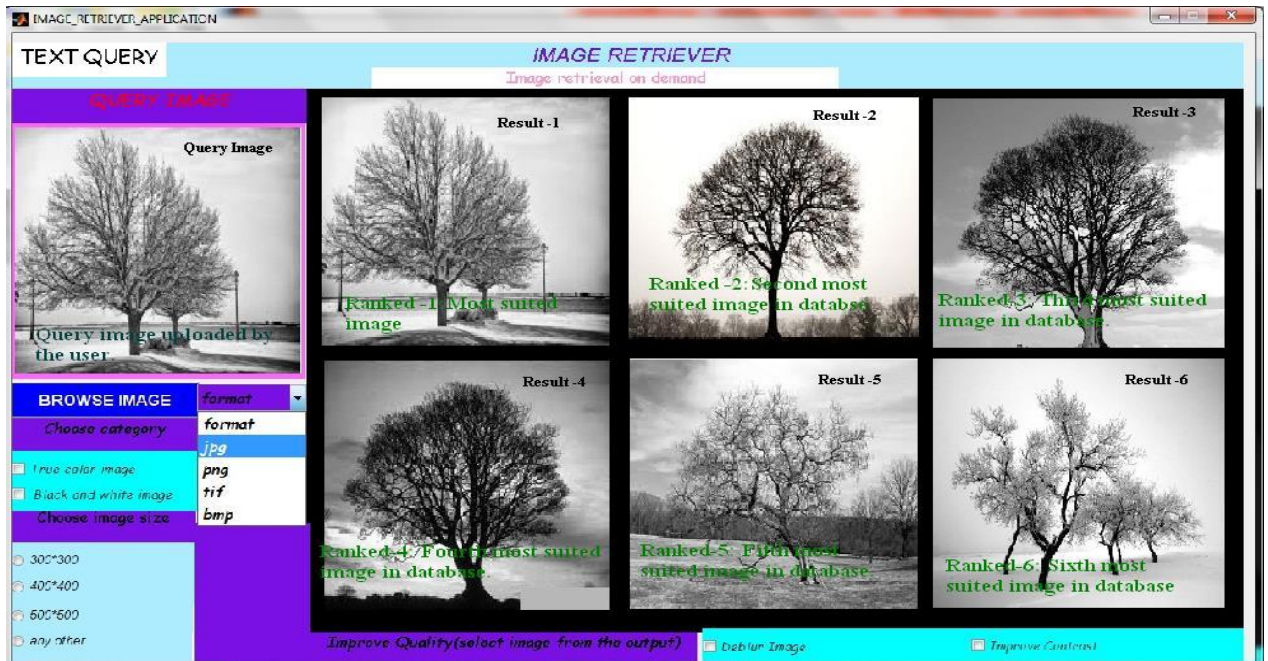 IMAGE_RETRIEVER_APPLICATION
TEXT QUERY
IMAGE RETRIEVER
Image retrieval on demand
QUERY IMAGE
Query Image
Query image uploaded by
the user
Result -1
Ranked -1: Most suited
image
Result -2
Ranked -2: Second most
suited image in databse
Result -3
Ranked-3: Third most suited
image in database.
Result -4
Ranked-4: Fourth most suited
image in database.
Result -5
Ranked-5: Fifth most
suited image in database
Result -6
Ranked-6: Sixth most
suited image in database
BROWSE IMAGE
format
format
jpg
png
tif
bmp
Choose category
True color image
Black and white image
Choose image size
300*300
400*400
500*500
any other
Improve Quality(select image from the output)
Deblur Image
Improve Contrast